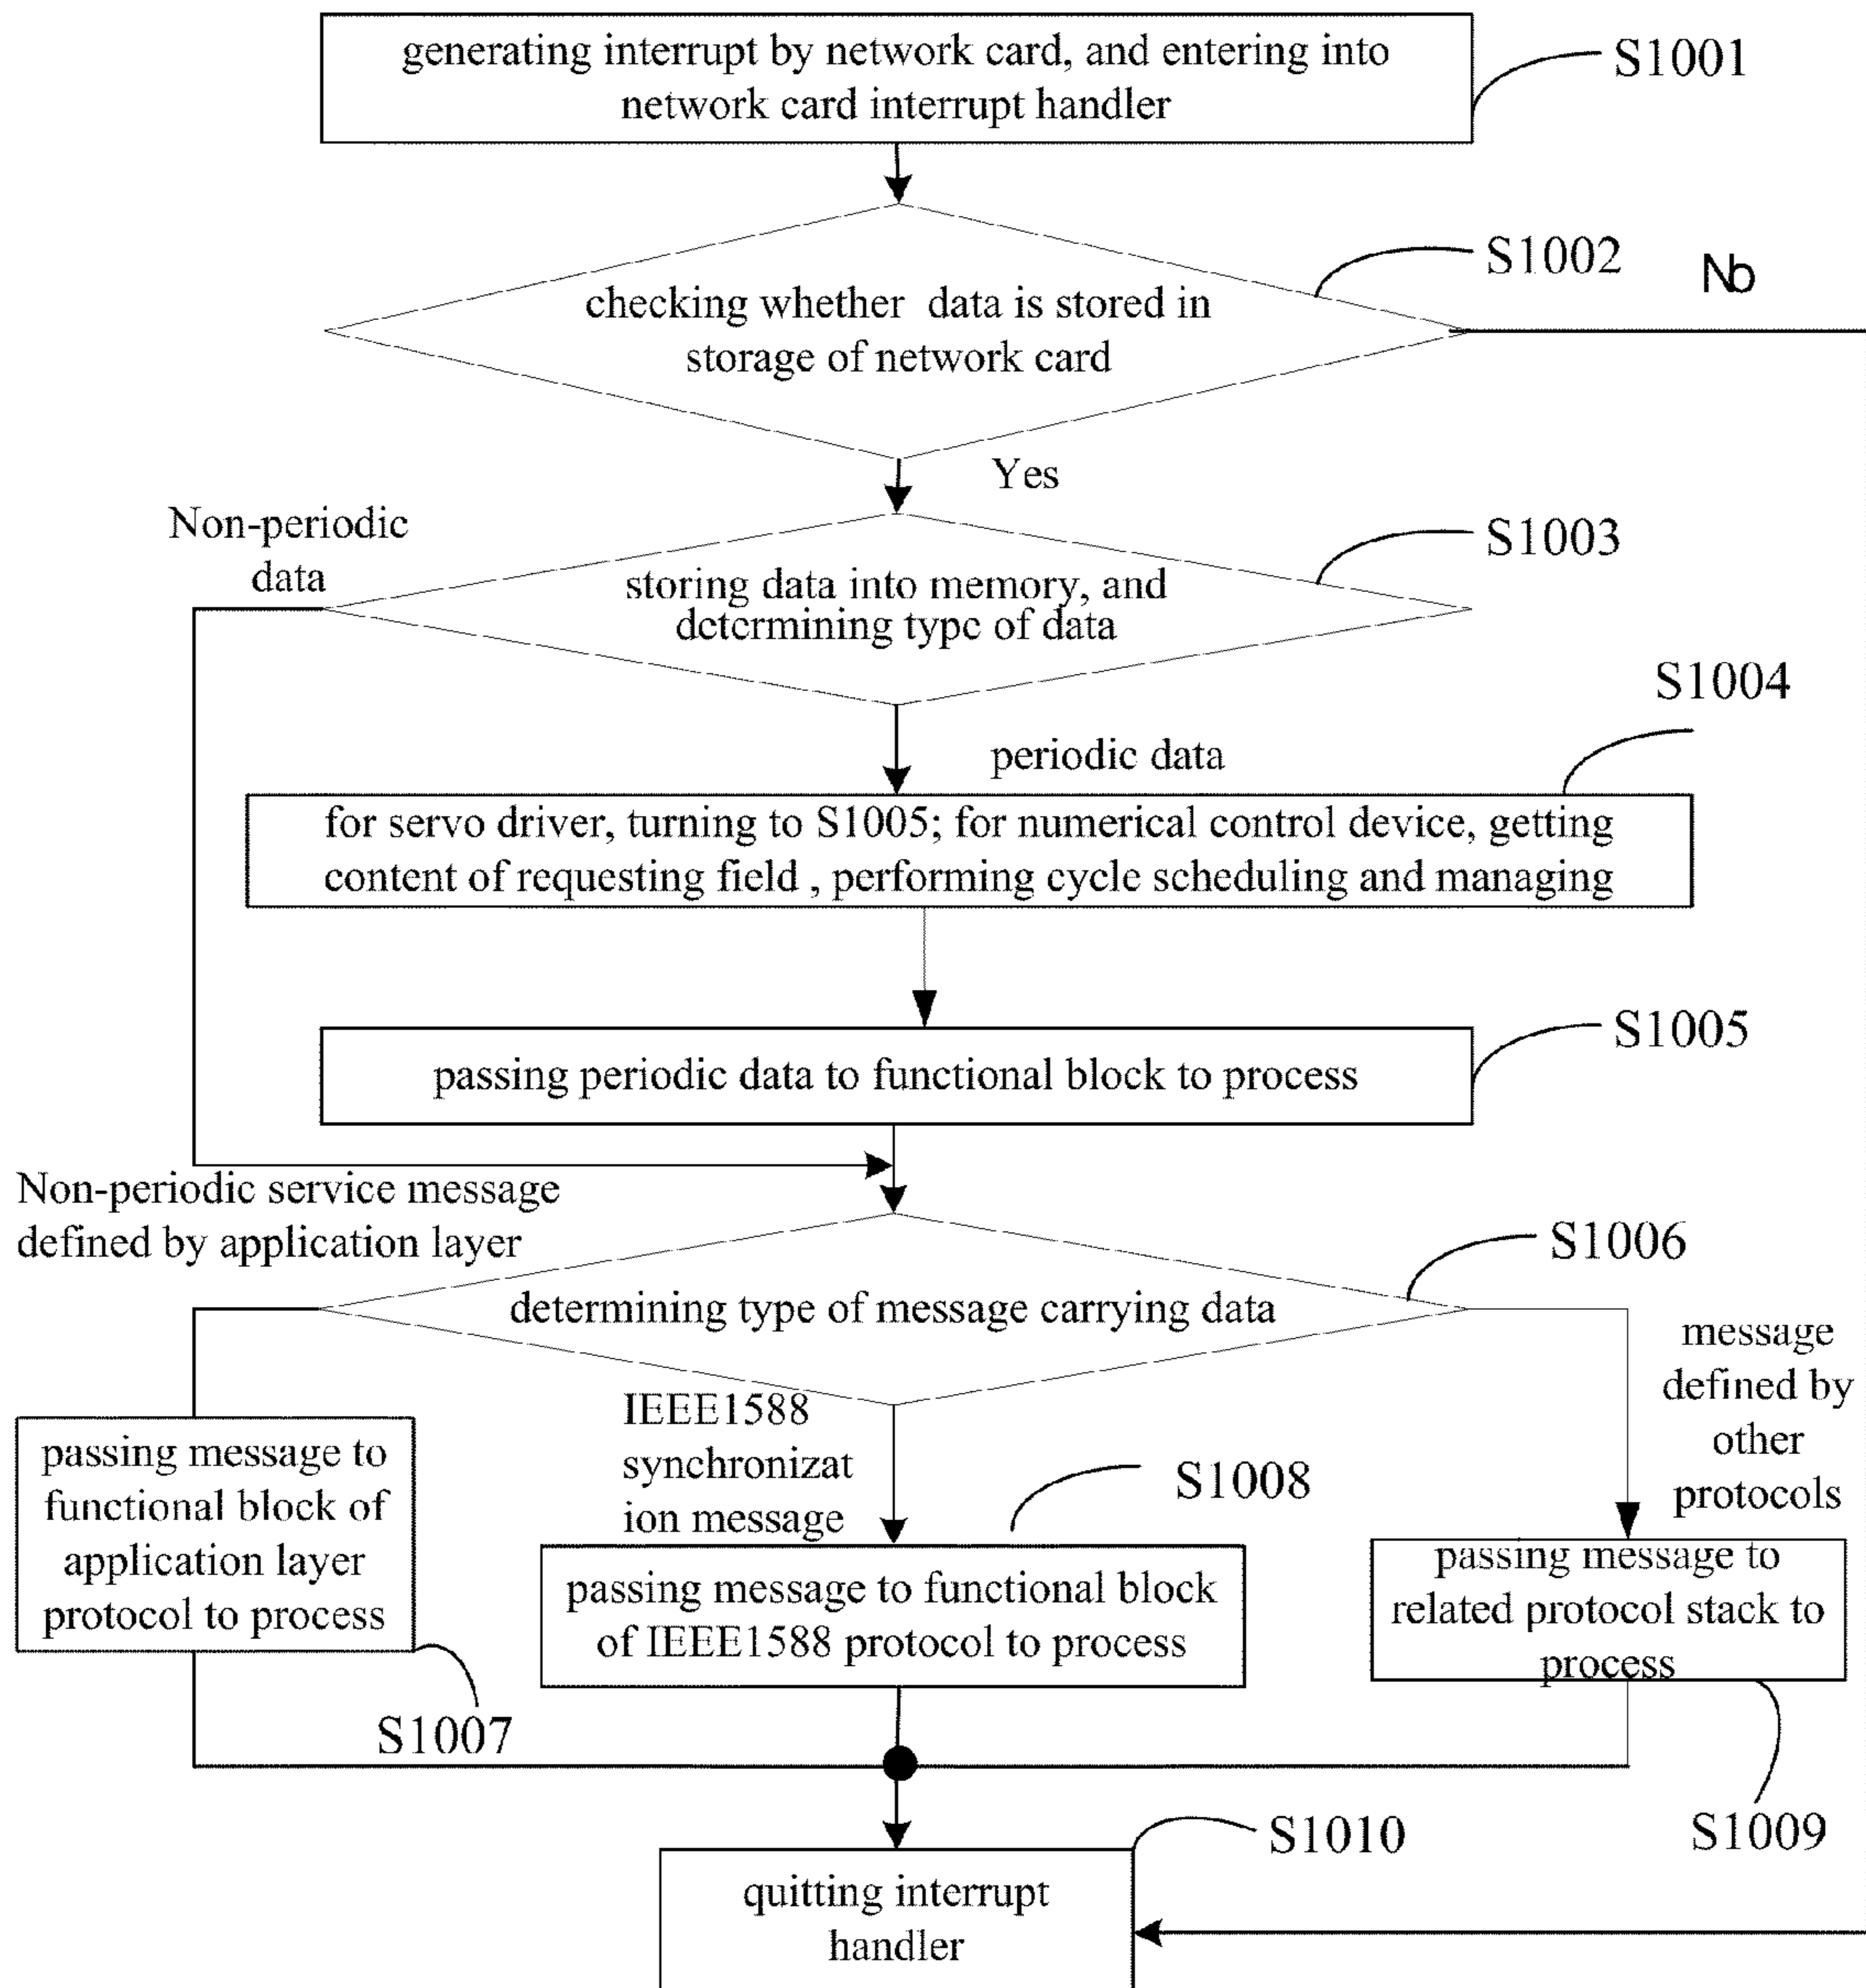 generating interrupt by network card, and entering into
network card interrupt handler
S1001
S1002
No
checking whether data is stored in
storage of network card
Yes
Non-periodic
data
S1003
storing data into memory, and
determining type of data
S1004
periodic data
for servo driver, turning to S1005; for numerical control device, getting
content of requesting field , performing cycle scheduling and managing
S1005
passing periodic data to functional block to process
Non-periodic service message
defined by application layer
S1006
determining type of message carrying data
message
defined by
other
protocols
IEEE1588
synchronizat
ion message
S1008
passing message to
functional block of
application layer
protocol to process
passing message to functional block
of IEEE1588 protocol to process
passing message to
related protocol stack to
process
S1007
S1009
S1010
quitting interrupt
handler